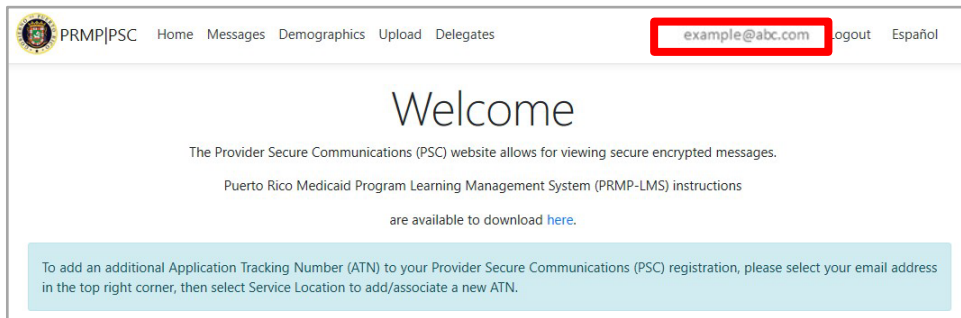 PRMP|PSC Home Messages Demographics Upload Delegates example@abc.com Logout Español
Welcome
The Provider Secure Communications (PSC) website allows for viewing secure encrypted messages.
Puerto Rico Medicaid Program Learning Management System (PRMP-LMS) instructions
are available to download here.
To add an additional Application Tracking Number (ATN) to your Provider Secure Communications (PSC) registration, please select your email address
in the top right corner, then select Service Location to add/associate a new ATN.